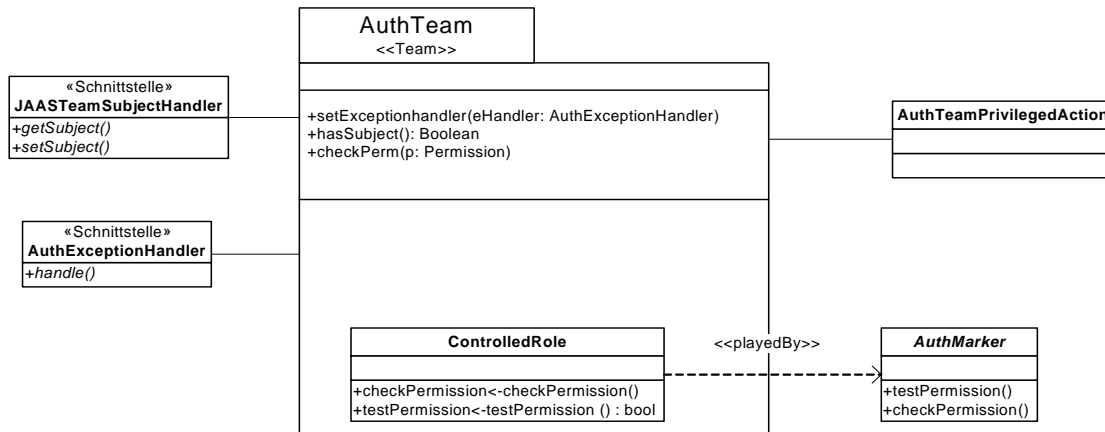 AuthTeam
<<Team>>
«Schnittstelle»
JAASTeamSubjectHandler
+getSubject()
+setSubject()
+setExceptionhandler(eHandler: AuthExceptionHandler)
+hasSubject(): Boolean
+checkPerm(p: Permission)
AuthTeamPrivilegedAction
«Schnittstelle»
AuthExceptionHandler
+handle()
ControlledRole
+checkPermission<-checkPermission()
+testPermission<-testPermission () : bool
<<playedBy>>
AuthMarker
+testPermission()
+checkPermission()